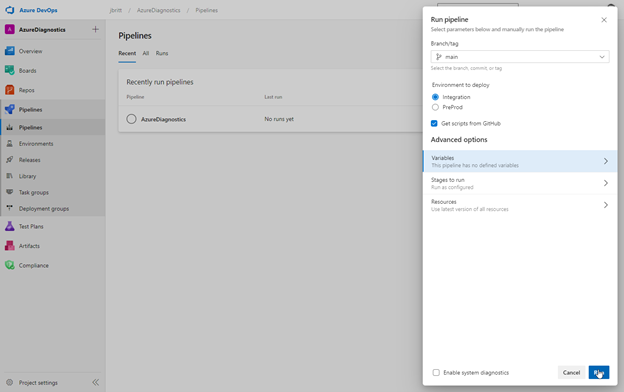 Azure DevOps
jbritt / AzureDiagnostics / Pipelines
A AzureDiagnostics +
Overview
Boards
Repos
Pipelines
Pipelines
Environments
Releases
Library
Task groups
Deployment groups
Test Plans
Artifacts
Compliance
Project settings
Pipelines
Recent All Runs
Recently run pipelines
Pipeline Last run
AzureDiagnostics No runs yet
Run pipeline
Select parameters below and manually run the pipeline
Branch/tag
main
Select the branch, commit, or tag
Environment to deploy
Integration
PreProd
Get scripts from GitHub
Advanced options
Variables
This pipeline has no defined variables
Stages to run
Run as configured
Resources
Use latest version of all resources
Enable system diagnostics
Cancel